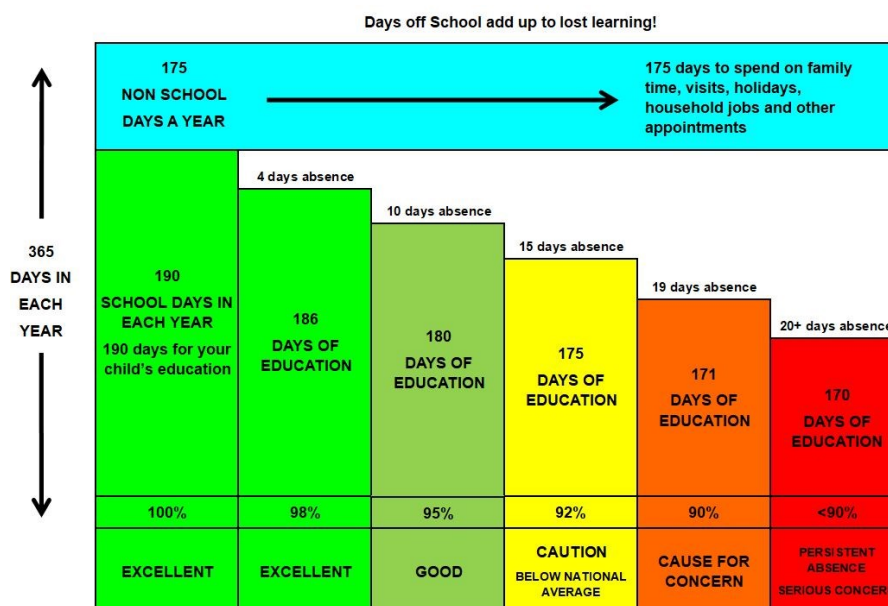 Days off School add up to lost learning!
175
NON SCHOOL
DAYS A YEAR
175 days to spend on family
time, visits, holidays,
household jobs and other
appointments
365
DAYS IN
EACH
YEAR
190
SCHOOL DAYS IN
EACH YEAR
190 days for your
child's education
4 days absence
186
DAYS OF
EDUCATION
10 days absence
180
DAYS OF
EDUCATION
15 days absence
175
DAYS OF
EDUCATION
19 days absence
171
DAYS OF
EDUCATION
20+ days absence
170
DAYS OF
EDUCATION
100%
98%
95%
92%
90%
<90%
EXCELLENT
EXCELLENT
GOOD
CAUTION
BELOW NATIONAL
AVERAGE
CAUSE FOR
CONCERN
PERSISTENT
ABSENCE
SERIOUS CONCER